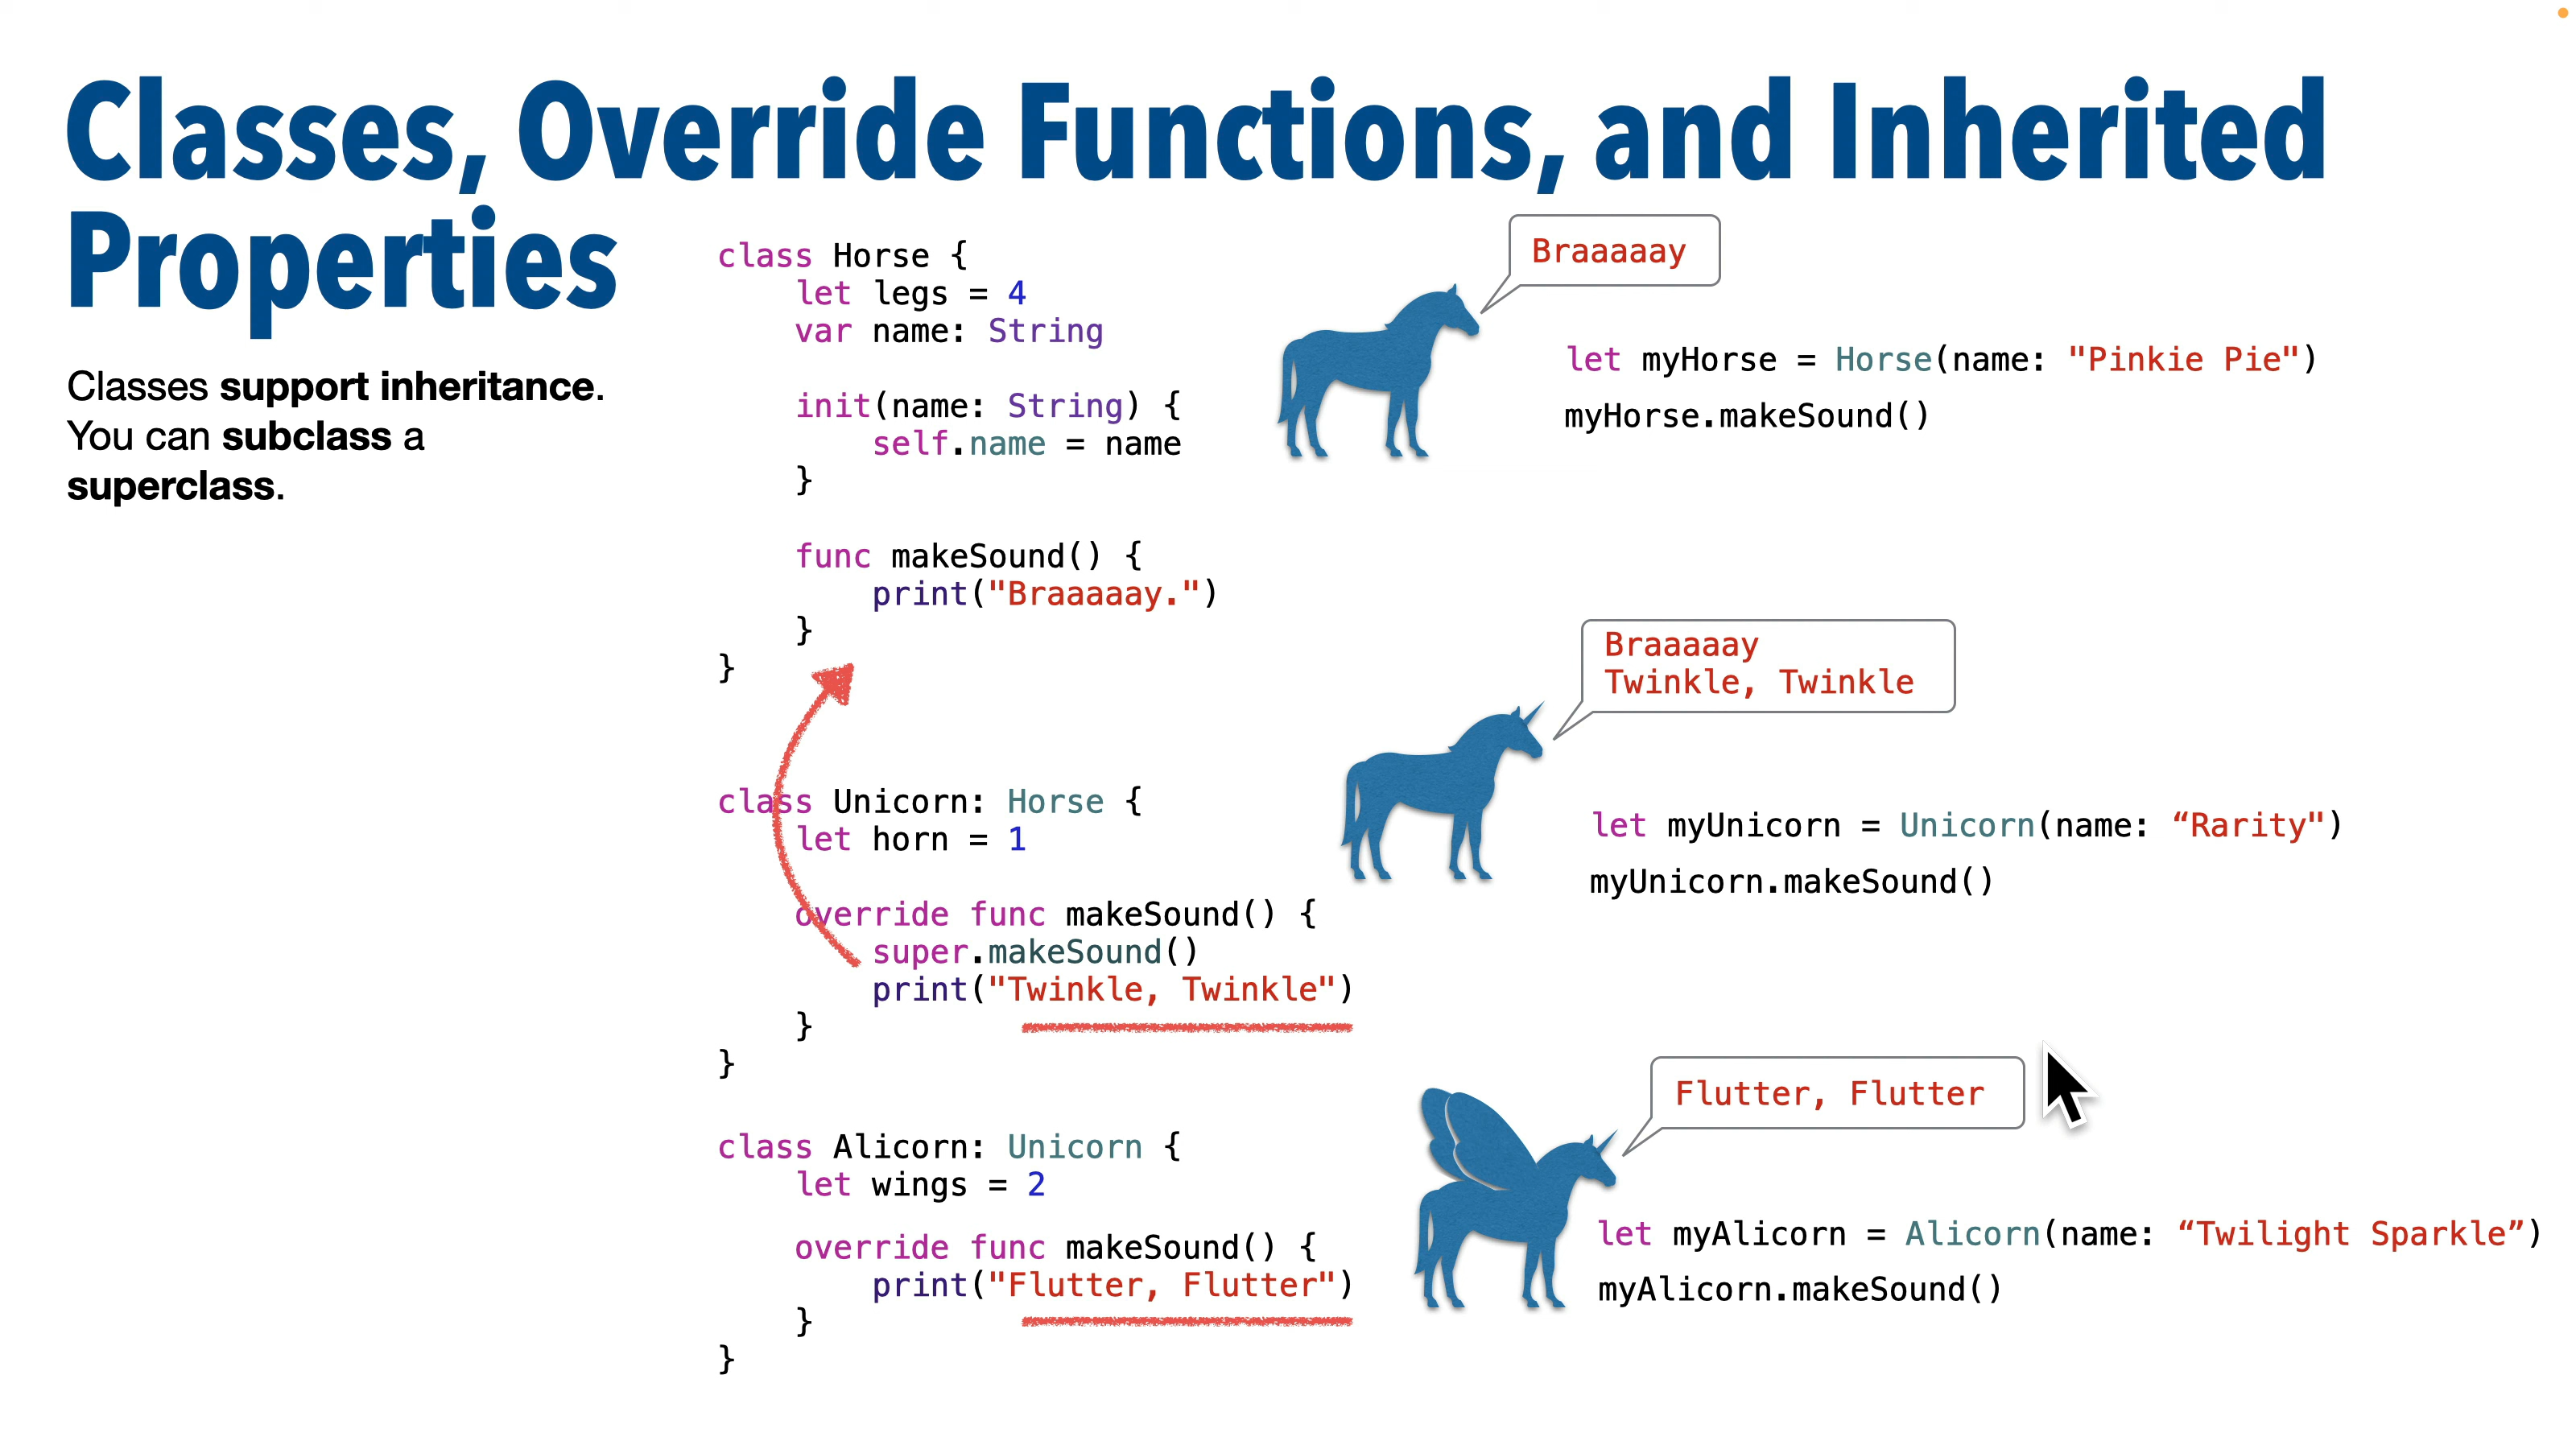 Classes, Override Functions, and Inherited
Properties
Classes support inheritance.
You can subclass a
superclass.
class Horse {
let legs = 4
var name: String
init(name: String) {
self.name = name
}
func makeSound() {
print("Braaaaay.")
}
}
class Unicorn: Horse {
let horn = 1
override func makeSound() {
super.makeSound()
print("Twinkle, Twinkle")
}
}
class Alicorn: Unicorn {
let wings = 2
override func makeSound() {
print("Flutter, Flutter")
}
}
Braaaaay
let myHorse = Horse(name: "Pinkie Pie")
myHorse.makeSound()
Braaaaay
Twinkle, Twinkle
let myUnicorn = Unicorn(name: “Rarity")
myUnicorn.makeSound()
Flutter, Flutter
let myAlicorn = Alicorn(name: “Twilight Sparkle”)
myAlicorn.makeSound()